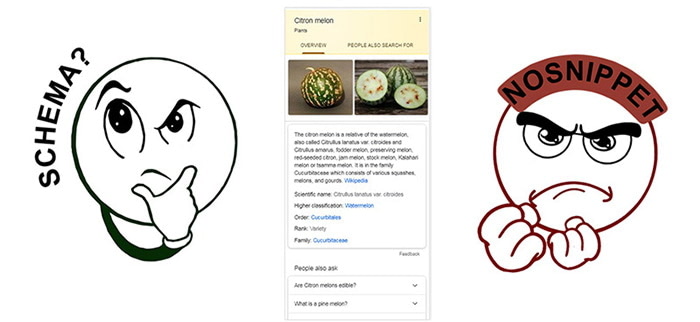 SCHEMA?
Citron melon
Plants
OVERVIEW PEOPLE ALSO SEARCH FOR
The citron melon is a relative of the watermelon,
also called Citrullus lanatus var. citroides and
Citrullus amarus, fodder melon, preserving melon,
red-seeded citron, jam melon, stock melon, Kalahari
melon or tsamma melon. It is in the family
Cucurbitaceae which consists of various squashes,
melons, and gourds. Wikipedia
Scientific name: Citrullus lanatus var. citroides
Higher classification: Watermelon
Order: Cucurbitales
Rank: Variety
Family: Cucurbitaceae
Feedback
People also ask
Are Citron melons edible?
What is a pine melon?
NOSNIPPET